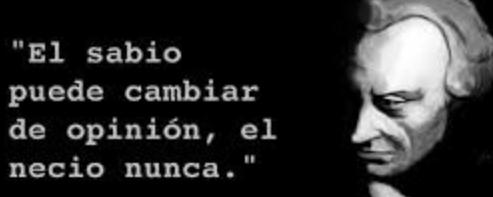 "El sabio
puede cambiar
de opinión, el
necio nunca."